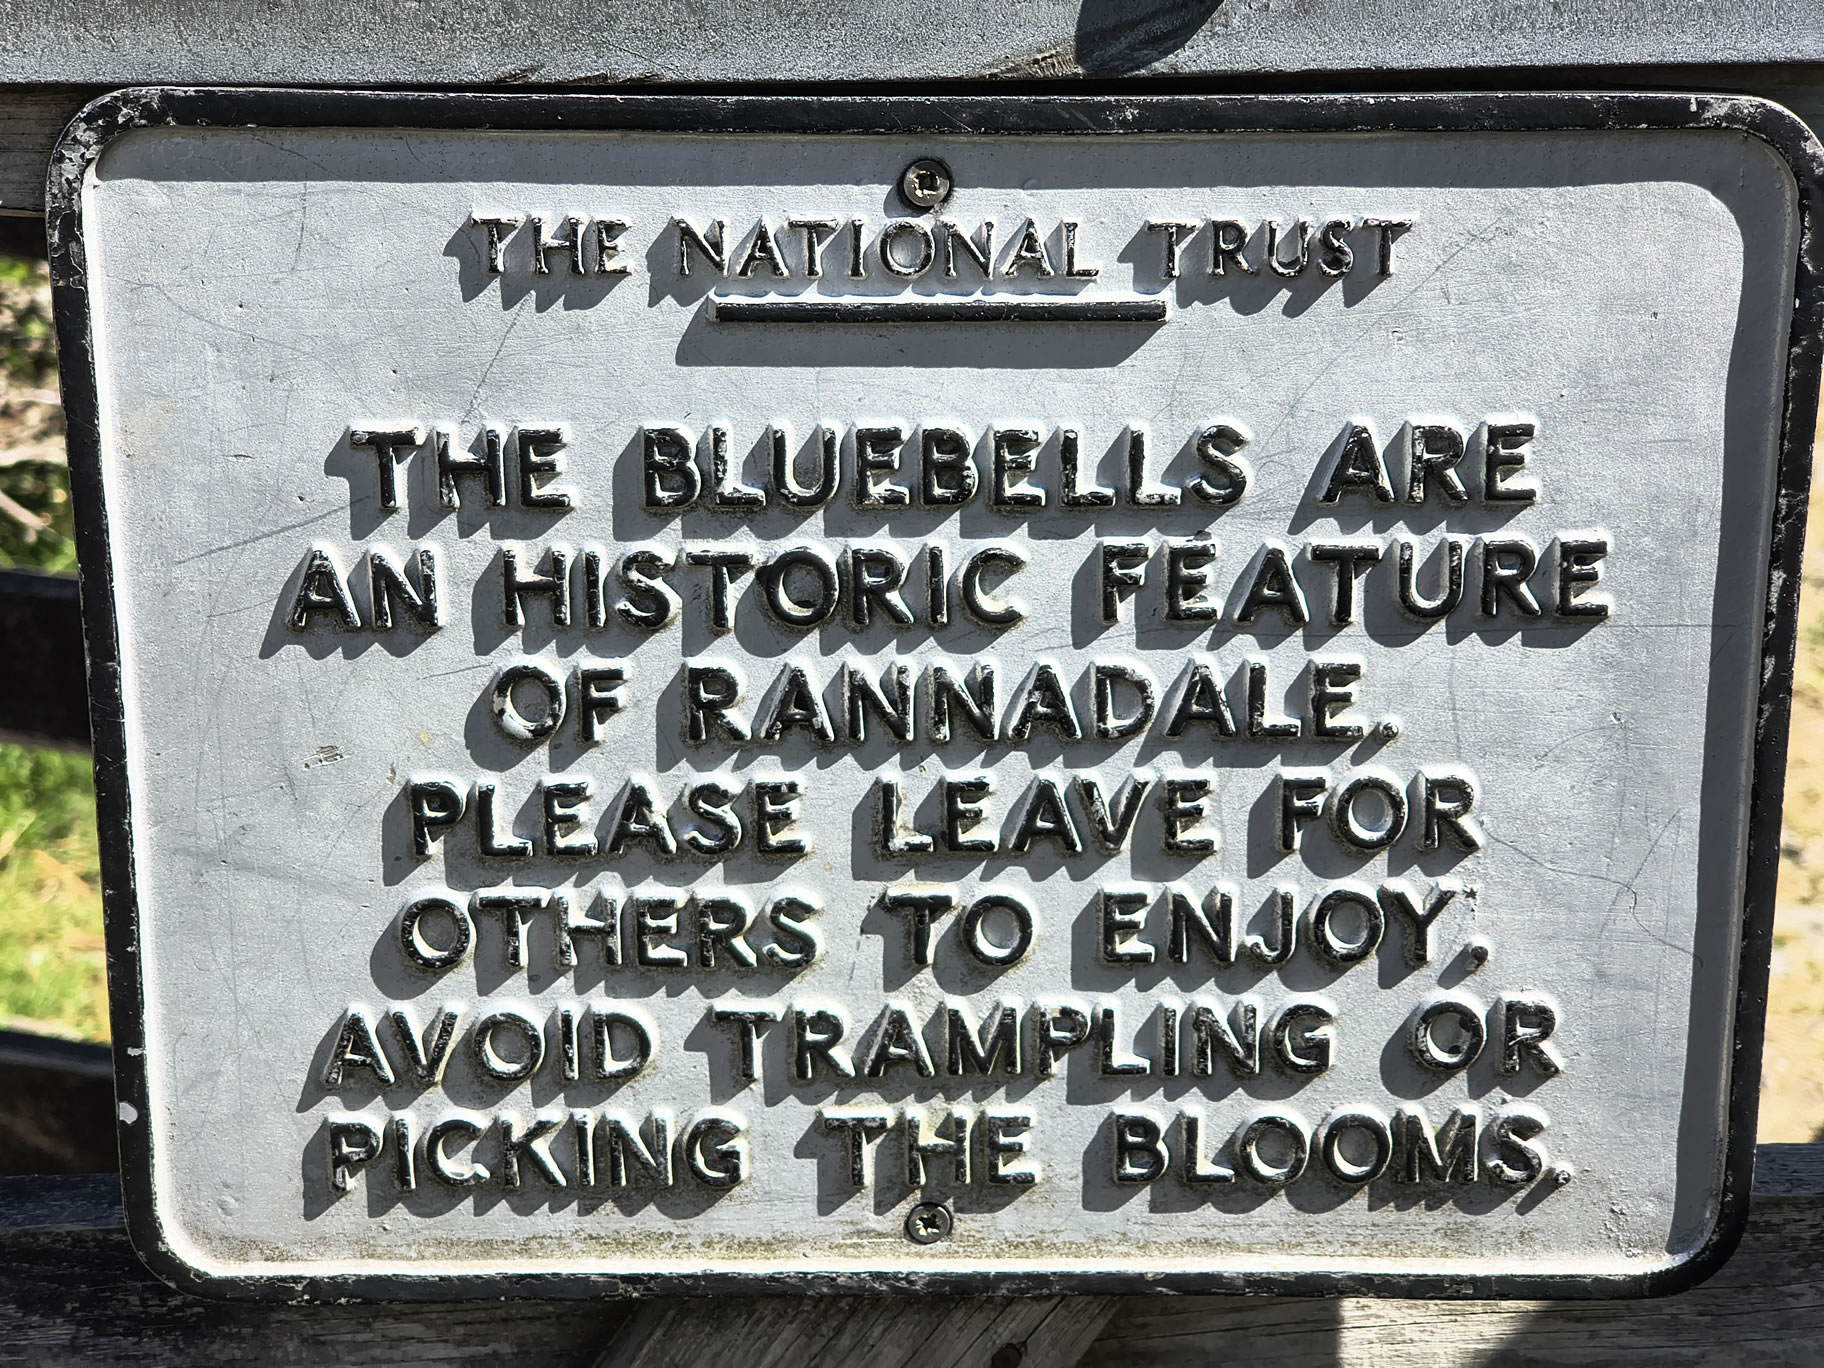 THE NATIONAL TRUST
THE BLUEBELLS ARE
AN HISTORIC FEATURE
OF RANNADALE.
PLEASE LEAVE FOR
OTHERS TO ENJOY.
AVOID TRAMPLING OR
PICKING THE BLOOMS.